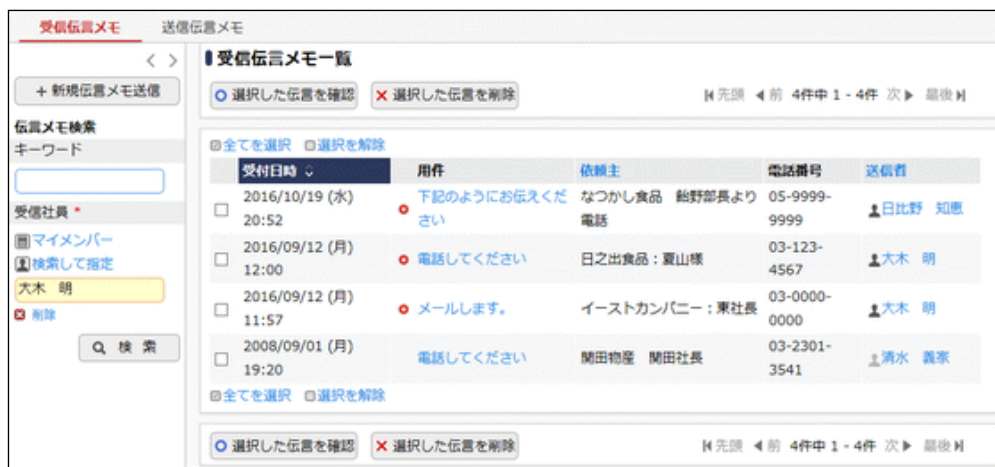 受信伝言メモ 送信伝言メモ
< >
+ 新規伝言メモ送信
伝言メモ検索
キーワード
受信社員 *
マイメンバー
検索して指定
大木 明
削除
検 索
受信伝言メモ一覧
選択した伝言を確認 選択した伝言を削除 先頭 前 4件中 1 - 4件 次 最後
全てを選択 選択を解除
受付日時 用件 依頼主 電話番号 送信者
2016/10/19 (水) 下記のようにお伝えくだ なつかし食品 飴野部長より 05-9999- 日比野 知恵
20:52 さい 電話 9999
2016/09/12 (月) 電話してください 日之出食品：夏山様 03-123- 大木 明
12:00 4567
2016/09/12 (月) メールします。 イーストカンパニー：東社長 03-0000- 大木 明
11:57 0000
2008/09/01 (月) 電話してください 関田物産 関田社長 03-2301- 清水 義家
19:20 3541
全てを選択 選択を解除
選択した伝言を確認 選択した伝言を削除 先頭 前 4件中 1 - 4件 次 最後